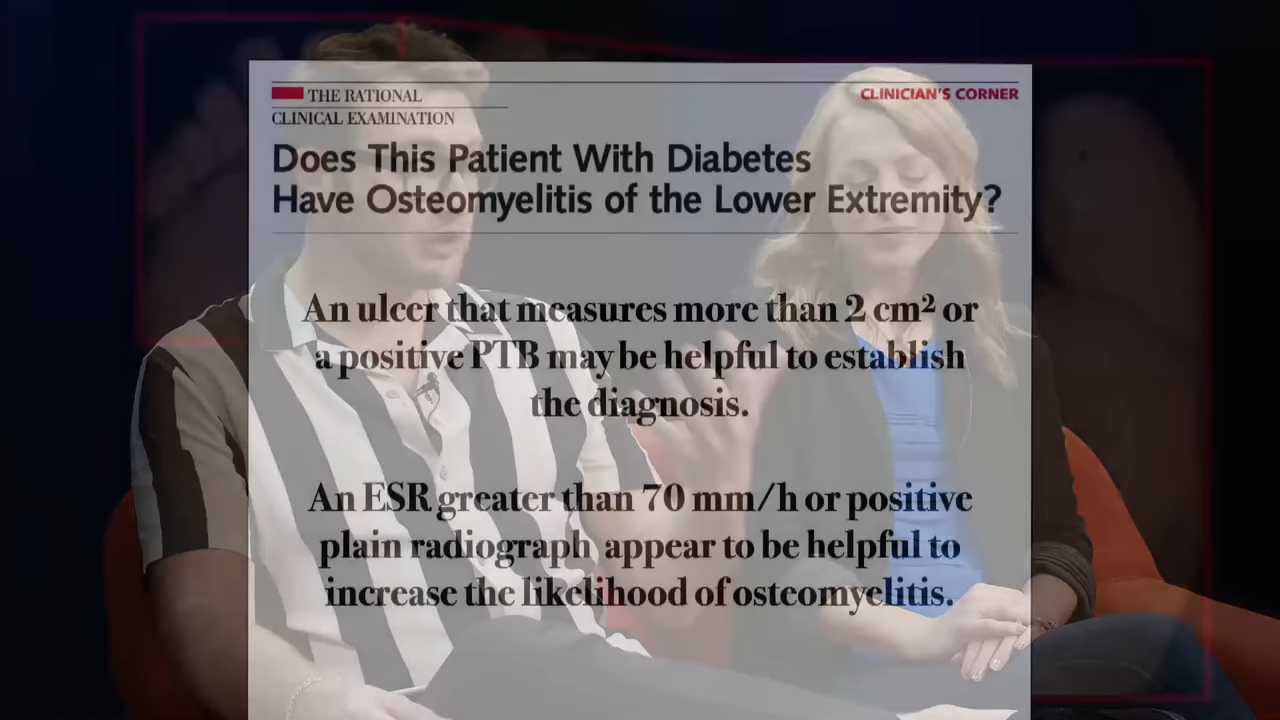 THE RATIONAL
CLINICAL EXAMINATION
CLINICIAN'S CORNER
Does This Patient With Diabetes
Have Osteomyelitis of the Lower Extremity?
An ulcer that measures more than 2 cm² or
a positive PTB may be helpful to establish
the diagnosis.
An ESR greater than 70 mm/h or positive
plain radiograph appear to be helpful to
increase the likelihood of osteomyelitis.